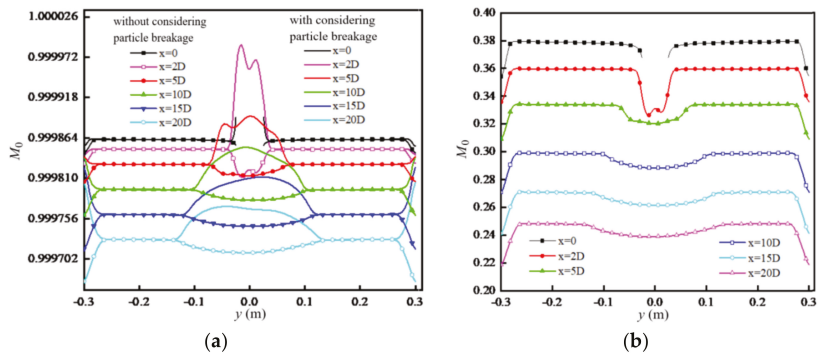 1.000026
0.999972
0.999918
0.999864
0.999810
0.999756
0.999702
M0
without considering
particle breakage
x=0
x=2D
x=5D
x=10D
x=15D
x=20D
with considering
particle breakage
x=0
x=2D
x=5D
x=10D
x=15D
x=20D
-0.3 -0.2 -0.1 0.0 0.1 0.2 0.3
y (m)
(a)
0.40
0.38
0.36
0.34
0.32
0.30
0.28
0.26
0.24
0.22
0.20
M0
x=0
x=2D
x=5D
x=10D
x=15D
x=20D
-0.3 -0.2 -0.1 0.0 0.1 0.2 0.3
y (m)
(b)